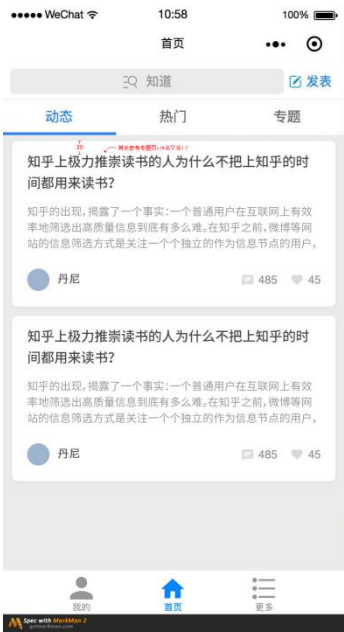 WeChat 10:58 100%
首页
知道 发表
动态 热门 专题
30
知乎上极力推崇读书的人为什么不把上知乎的时
间都用来读书？
知乎的出现，揭露了一个事实：一个普通用户在互联网上有效
率地筛选出高质量信息到底有多么难。在知乎之前，微博等网
站的信息筛选方式是关注一个个独立的作为信息节点的用户，
丹尼 485 45
知乎上极力推崇读书的人为什么不把上知乎的时
间都用来读书？
知乎的出现，揭露了一个事实：一个普通用户在互联网上有效
率地筛选出高质量信息到底有多么难。在知乎之前，微博等网
站的信息筛选方式是关注一个个独立的作为信息节点的用户，
丹尼 485 45
我的 首页 更多
Spec with MarkMan 2
getmarkman.com